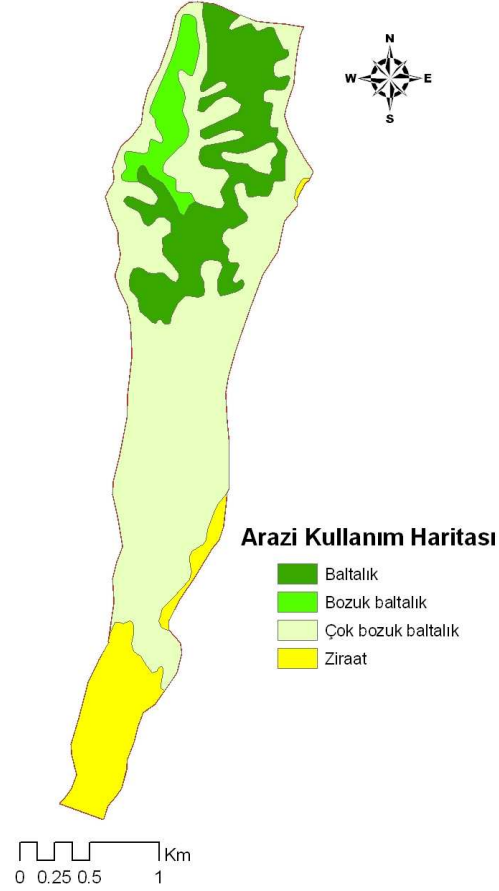 N
W E
S
Arazi Kullanım Haritası
Baltalık
Bozuk baltalık
Çok bozuk baltalık
Ziraat
Km
0 0.25 0.5 1